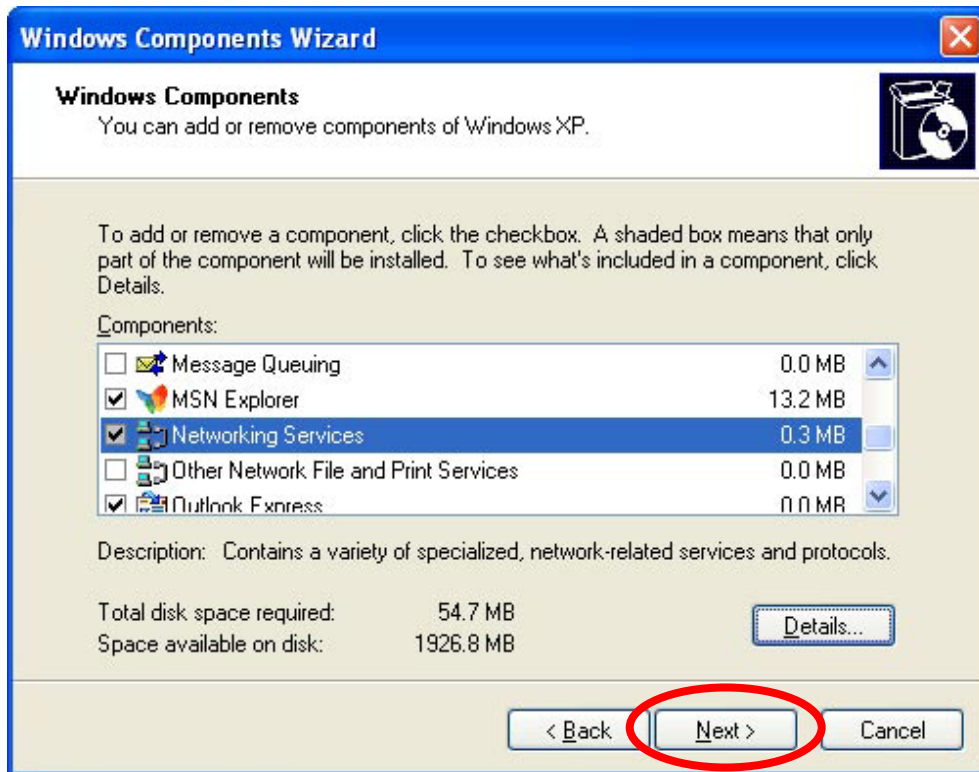 Windows Components Wizard
Windows Components
You can add or remove components of Windows XP.
To add or remove a component, click the checkbox. A shaded box means that only
part of the component will be installed. To see what's included in a component, click
Details.
Components:
Message Queuing 0.0 MB
MSN Explorer 13.2 MB
Networking Services 0.3 MB
Other Network File and Print Services 0.0 MB
Outlook Express 0.0 MB
Description: Contains a variety of specialized, network-related services and protocols.
Total disk space required: 54.7 MB
Space available on disk: 1926.8 MB
Details...
< Back Next > Cancel